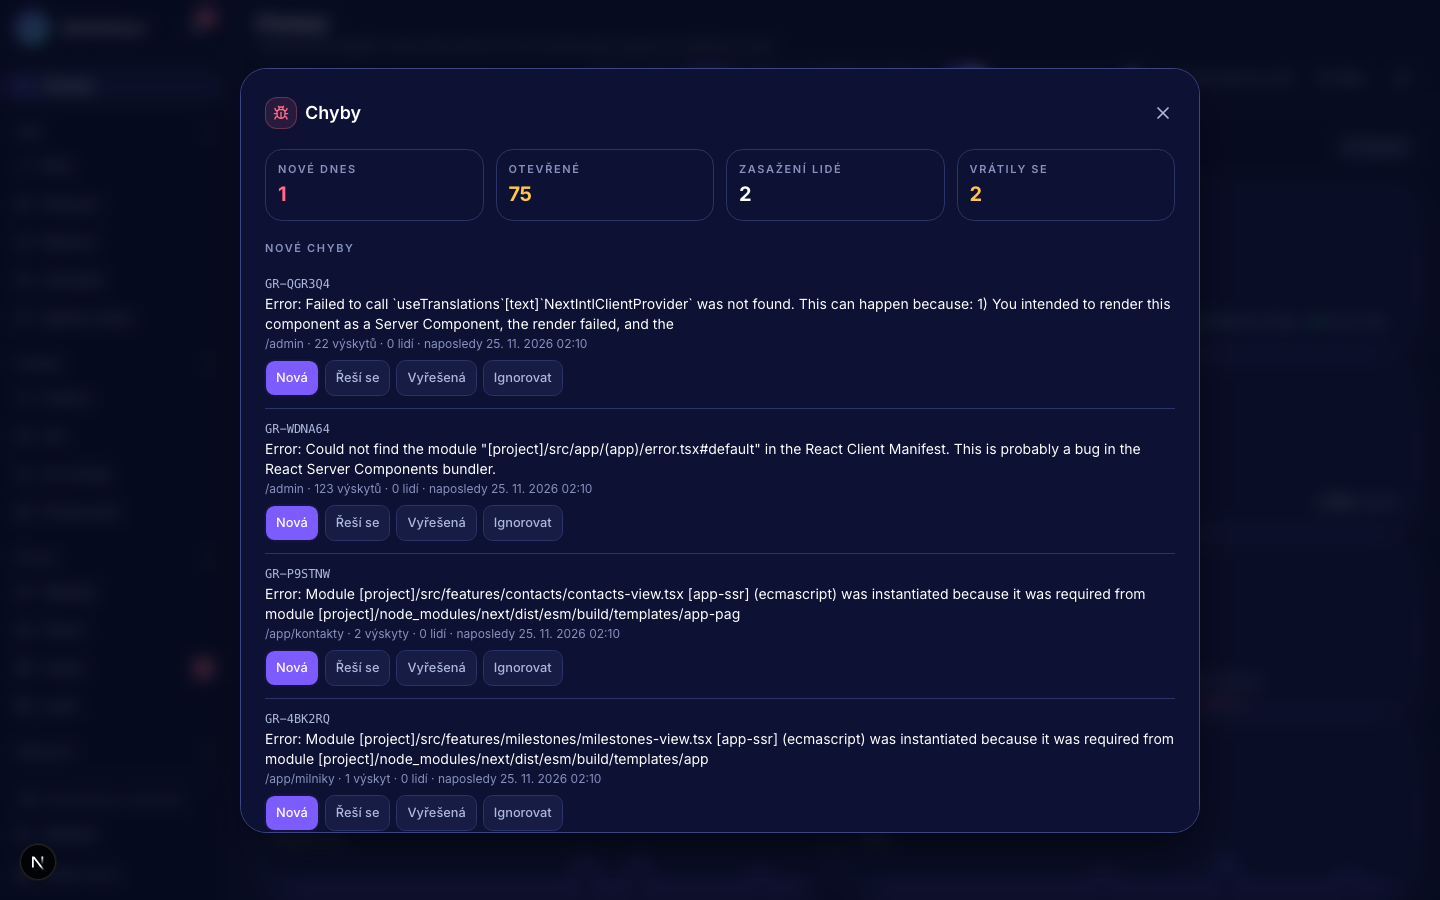 Chyby
NOVÉ DNES
1
OTEVŘENÉ
75
ZASAŽENÍ LIDÉ
2
VRÁTILY SE
2
NOVÉ CHYBY
GR-QGR3Q4
Error: Failed to call `useTranslations`[text]`NextIntlClientProvider` was not found. This can happen because: 1) You intended to render this
component as a Server Component, the render failed, and the
/admin · 22 výskytů · 0 lidí · naposledy 25. 11. 2026 02:10
Nová Řeší se Vyřešená Ignorovat
GR-WDNA64
Error: Could not find the module "[project]/src/app/(app)/error.tsx#default" in the React Client Manifest. This is probably a bug in the
React Server Components bundler.
/admin · 123 výskytů · 0 lidí · naposledy 25. 11. 2026 02:10
Nová Řeší se Vyřešená Ignorovat
GR-P9STNW
Error: Module [project]/src/features/contacts/contacts-view.tsx [app-ssr] (ecmascript) was instantiated because it was required from
module [project]/node_modules/next/dist/esm/build/templates/app-pag
/app/kontakty · 2 výskyty · 0 lidí · naposledy 25. 11. 2026 02:10
Nová Řeší se Vyřešená Ignorovat
GR-4BK2RQ
Error: Module [project]/src/features/milestones/milestones-view.tsx [app-ssr] (ecmascript) was instantiated because it was required from
module [project]/node_modules/next/dist/esm/build/templates/app
/app/milniky · 1 výskyt · 0 lidí · naposledy 25. 11. 2026 02:10
Nová Řeší se Vyřešená Ignorovat
N